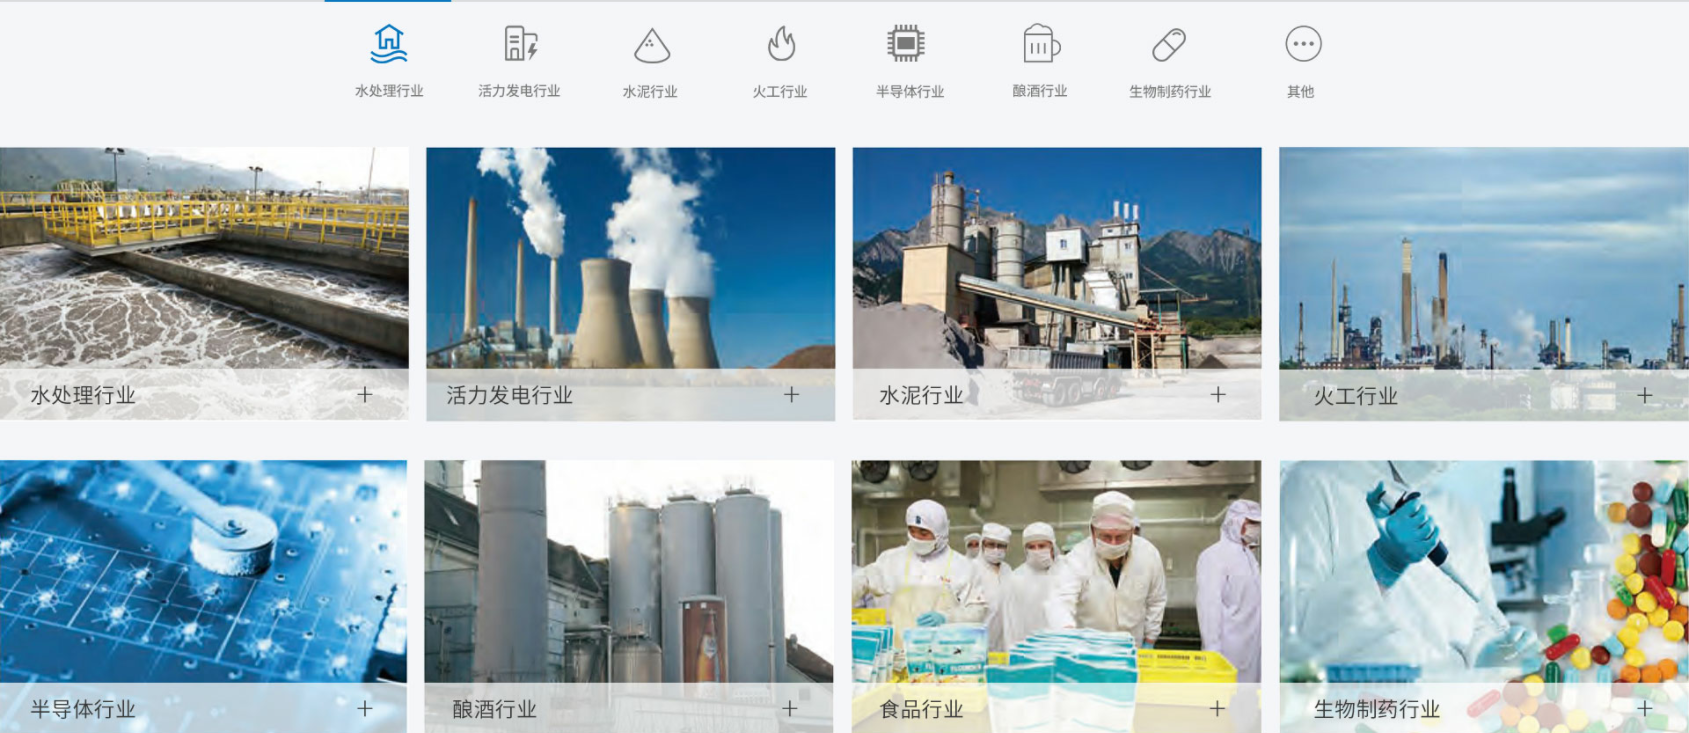 水处理行业
活力发电行业
水泥行业
火工行业
半导体行业
酿酒行业
生物制药行业
其他
水处理行业
活力发电行业
水泥行业
火工行业
半导体行业
酿酒行业
食品行业
生物制药行业